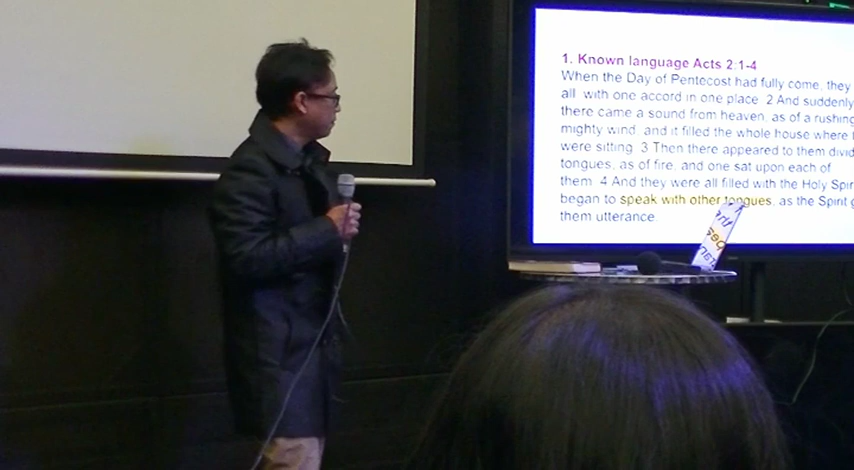 1. Known language Acts 2:1-4
When the Day of Pentecost had fully come, they
all with one accord in one place. 2 And suddenly
there came a sound from heaven, as of a rushing
mighty wind, and it filled the whole house where
were sitting. 3 Then there appeared to them
tongues, as of fire, and one sat upon each of
them. 4 And they were all filled with the Holy
began to speak with other tongues, as the Spirit
them utterance.